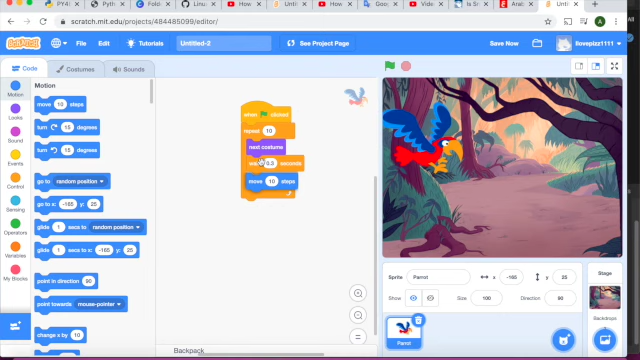 PY4
Pyth
Linu
How
Untit
How
Goo
Video
Is Sc
Arab
Untit
scratch.mit.edu/projects/484485099/editor/
SCRATCH
File
Edit
Tutorials
Untitled-2
See Project Page
Save Now
ilovepizz1111
Code
Costumes
Sounds
Motion
Looks
Sound
Events
Control
Sensing
Operators
Variables
My Blocks
Motion
move 10 steps
turn 15 degrees
turn 15 degrees
go to random position
go to x: -165 y: 25
glide 1 secs to random position
glide 1 secs to x: -165 y: 25
point in direction 90
point towards mouse-pointer
change x by 10
when clicked
repeat 10
next costume
0.3 seconds
move 10 steps
Backpack
Sprite Parrot
x -165
y 25
Show
Size 100
Direction 90
Parrot
Stage
Backdrops